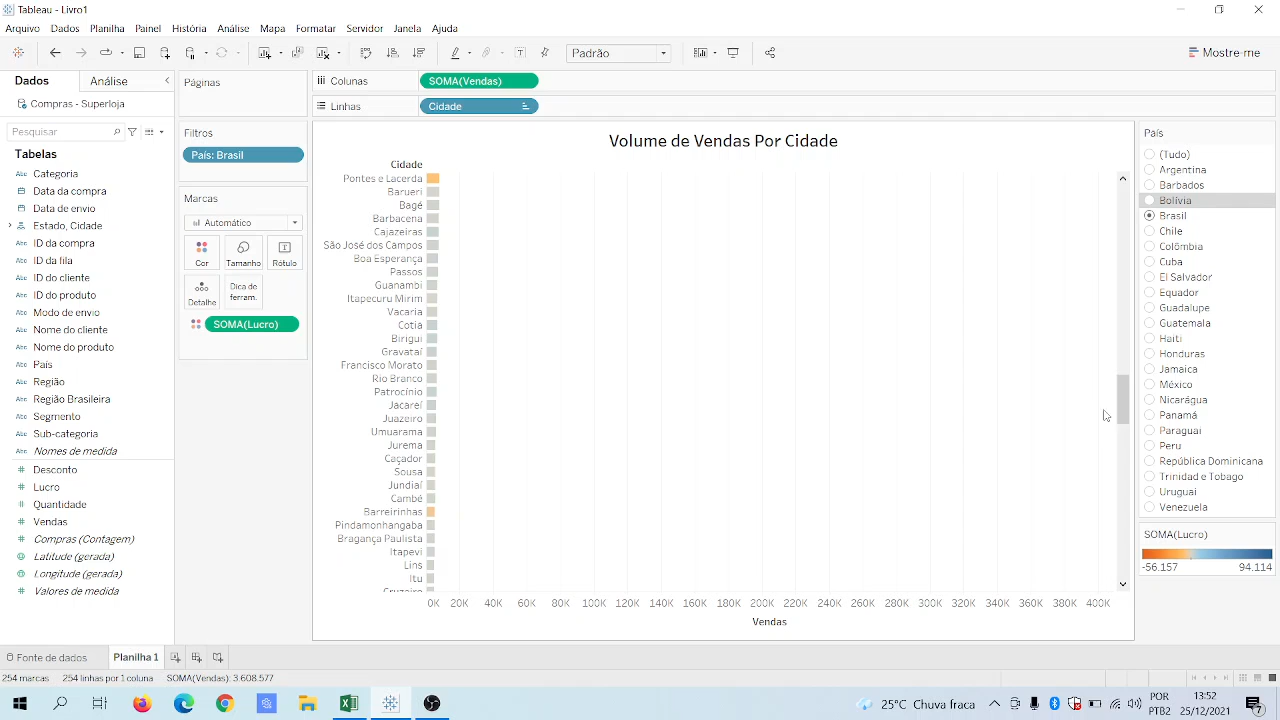 Tableau - Livro1
Arquivo Dados Planilha Painel História Análise Mapa Formatar Servidor Janela Ajuda
Padrão
Mostre-me
Dados Análise
Compras - Superloja
Pesquisar
Tabelas
Categoria
Data da compra
Data de envio
Estado, Cidade
ID da compra
ID da fila
ID do cliente
ID do produto
Modo de envio
Nome do cliente
Nome do produto
País
Região
Região Brasileira
Segmento
Sub-categoria
Nomes de medida
Desconto
Lucro
Quantidade
Vendas
Compras (Contagem)
Latitude (gerada)
Longitude (gerada)
Valores de medida
Páginas
Filtros
País: Brasil
Marcas
Automático
Cor Tamanho Rótulo
Detalhe Dica de ferram.
SOMA(Lucro)
Colunas SOMA(Vendas)
Linhas Cidade
Volume de Vendas Por Cidade
Cidade
Pontes e Lacerda
Barueri
Bagé
Barbacena
Cajazeiras
São José dos Campos
Boa Esperança
Passos
Guanambi
Itapecuru Mirim
Vacaria
Cotia
Birigui
Gravataí
Francisco Morato
Rio Branco
Patrocínio
Jacareí
Juazeiro
Umuarama
Jurema
Caçador
Sousa
Jundiaí
Cambé
Barreirinhas
Pindamonhangaba
Bragança Paulista
Itapevi
Lins
Itu
Cruzeiro
0K 20K 40K 60K 80K 100K 120K 140K 160K 180K 200K 220K 240K 260K 280K 300K 320K 340K 360K 380K 400K
Vendas
País
(Tudo)
Argentina
Barbados
Bolívia
Brasil
Chile
Colômbia
Cuba
El Salvador
Equador
Guadalupe
Guatemala
Haiti
Honduras
Jamaica
México
Nicarágua
Panamá
Paraguai
Peru
República Dominicana
Trinidad e Tobago
Uruguai
Venezuela
SOMA(Lucro)
-56.157 94.114
Fonte de dados Planilha 1
254 marcas 254 linhas por 1 coluna SOMA(Vendas): 3.608.577
25°C Chuva fraca
POR
PTB2
13:52
25/12/2021
7